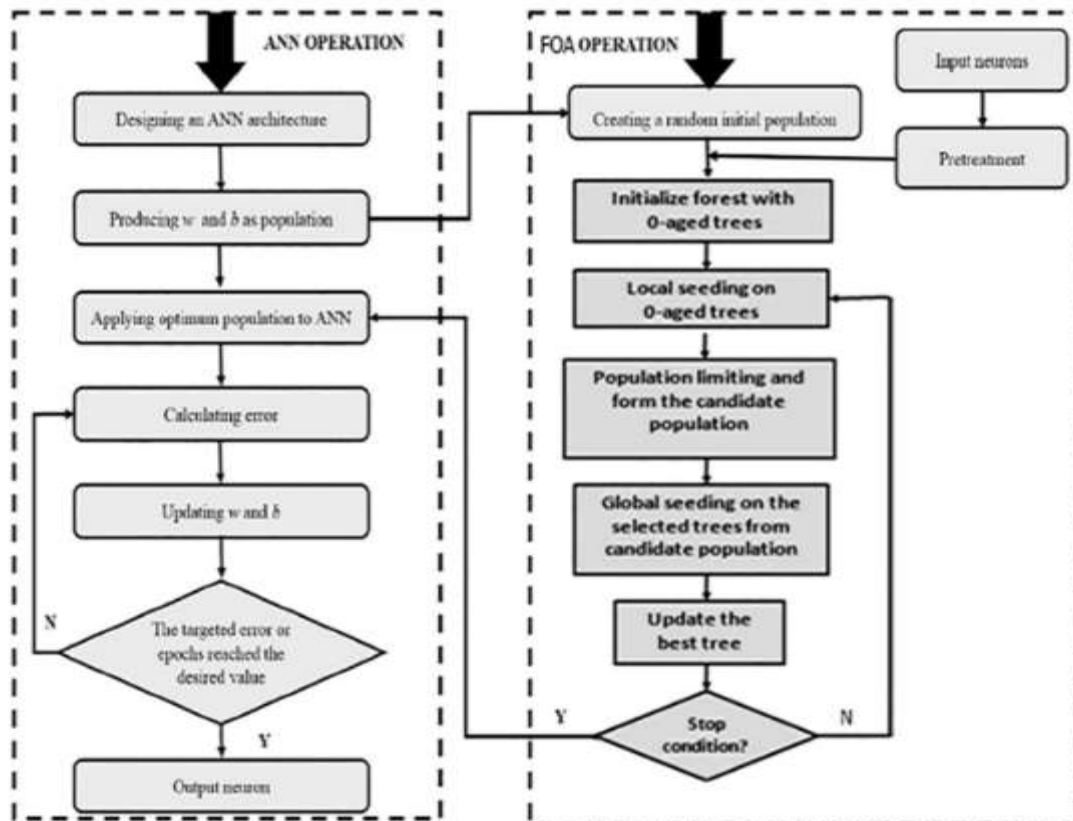 ANN OPERATION
Designing an ANN architecture
Producing w and b as population
Applying optimum population to ANN
Calculating error
Updating w and b
N
The targeted error or
epochs reached the
desired value
Y
Output neuron
FOA OPERATION
Input neurons
Creating a random initial population
Pretreatment
Initialize forest with
0-aged trees
Local seeding on
0-aged trees
Population limiting and
form the candidate
population
Global seeding on the
selected trees from
candidate population
Update the
best tree
Y
Stop
condition?
N